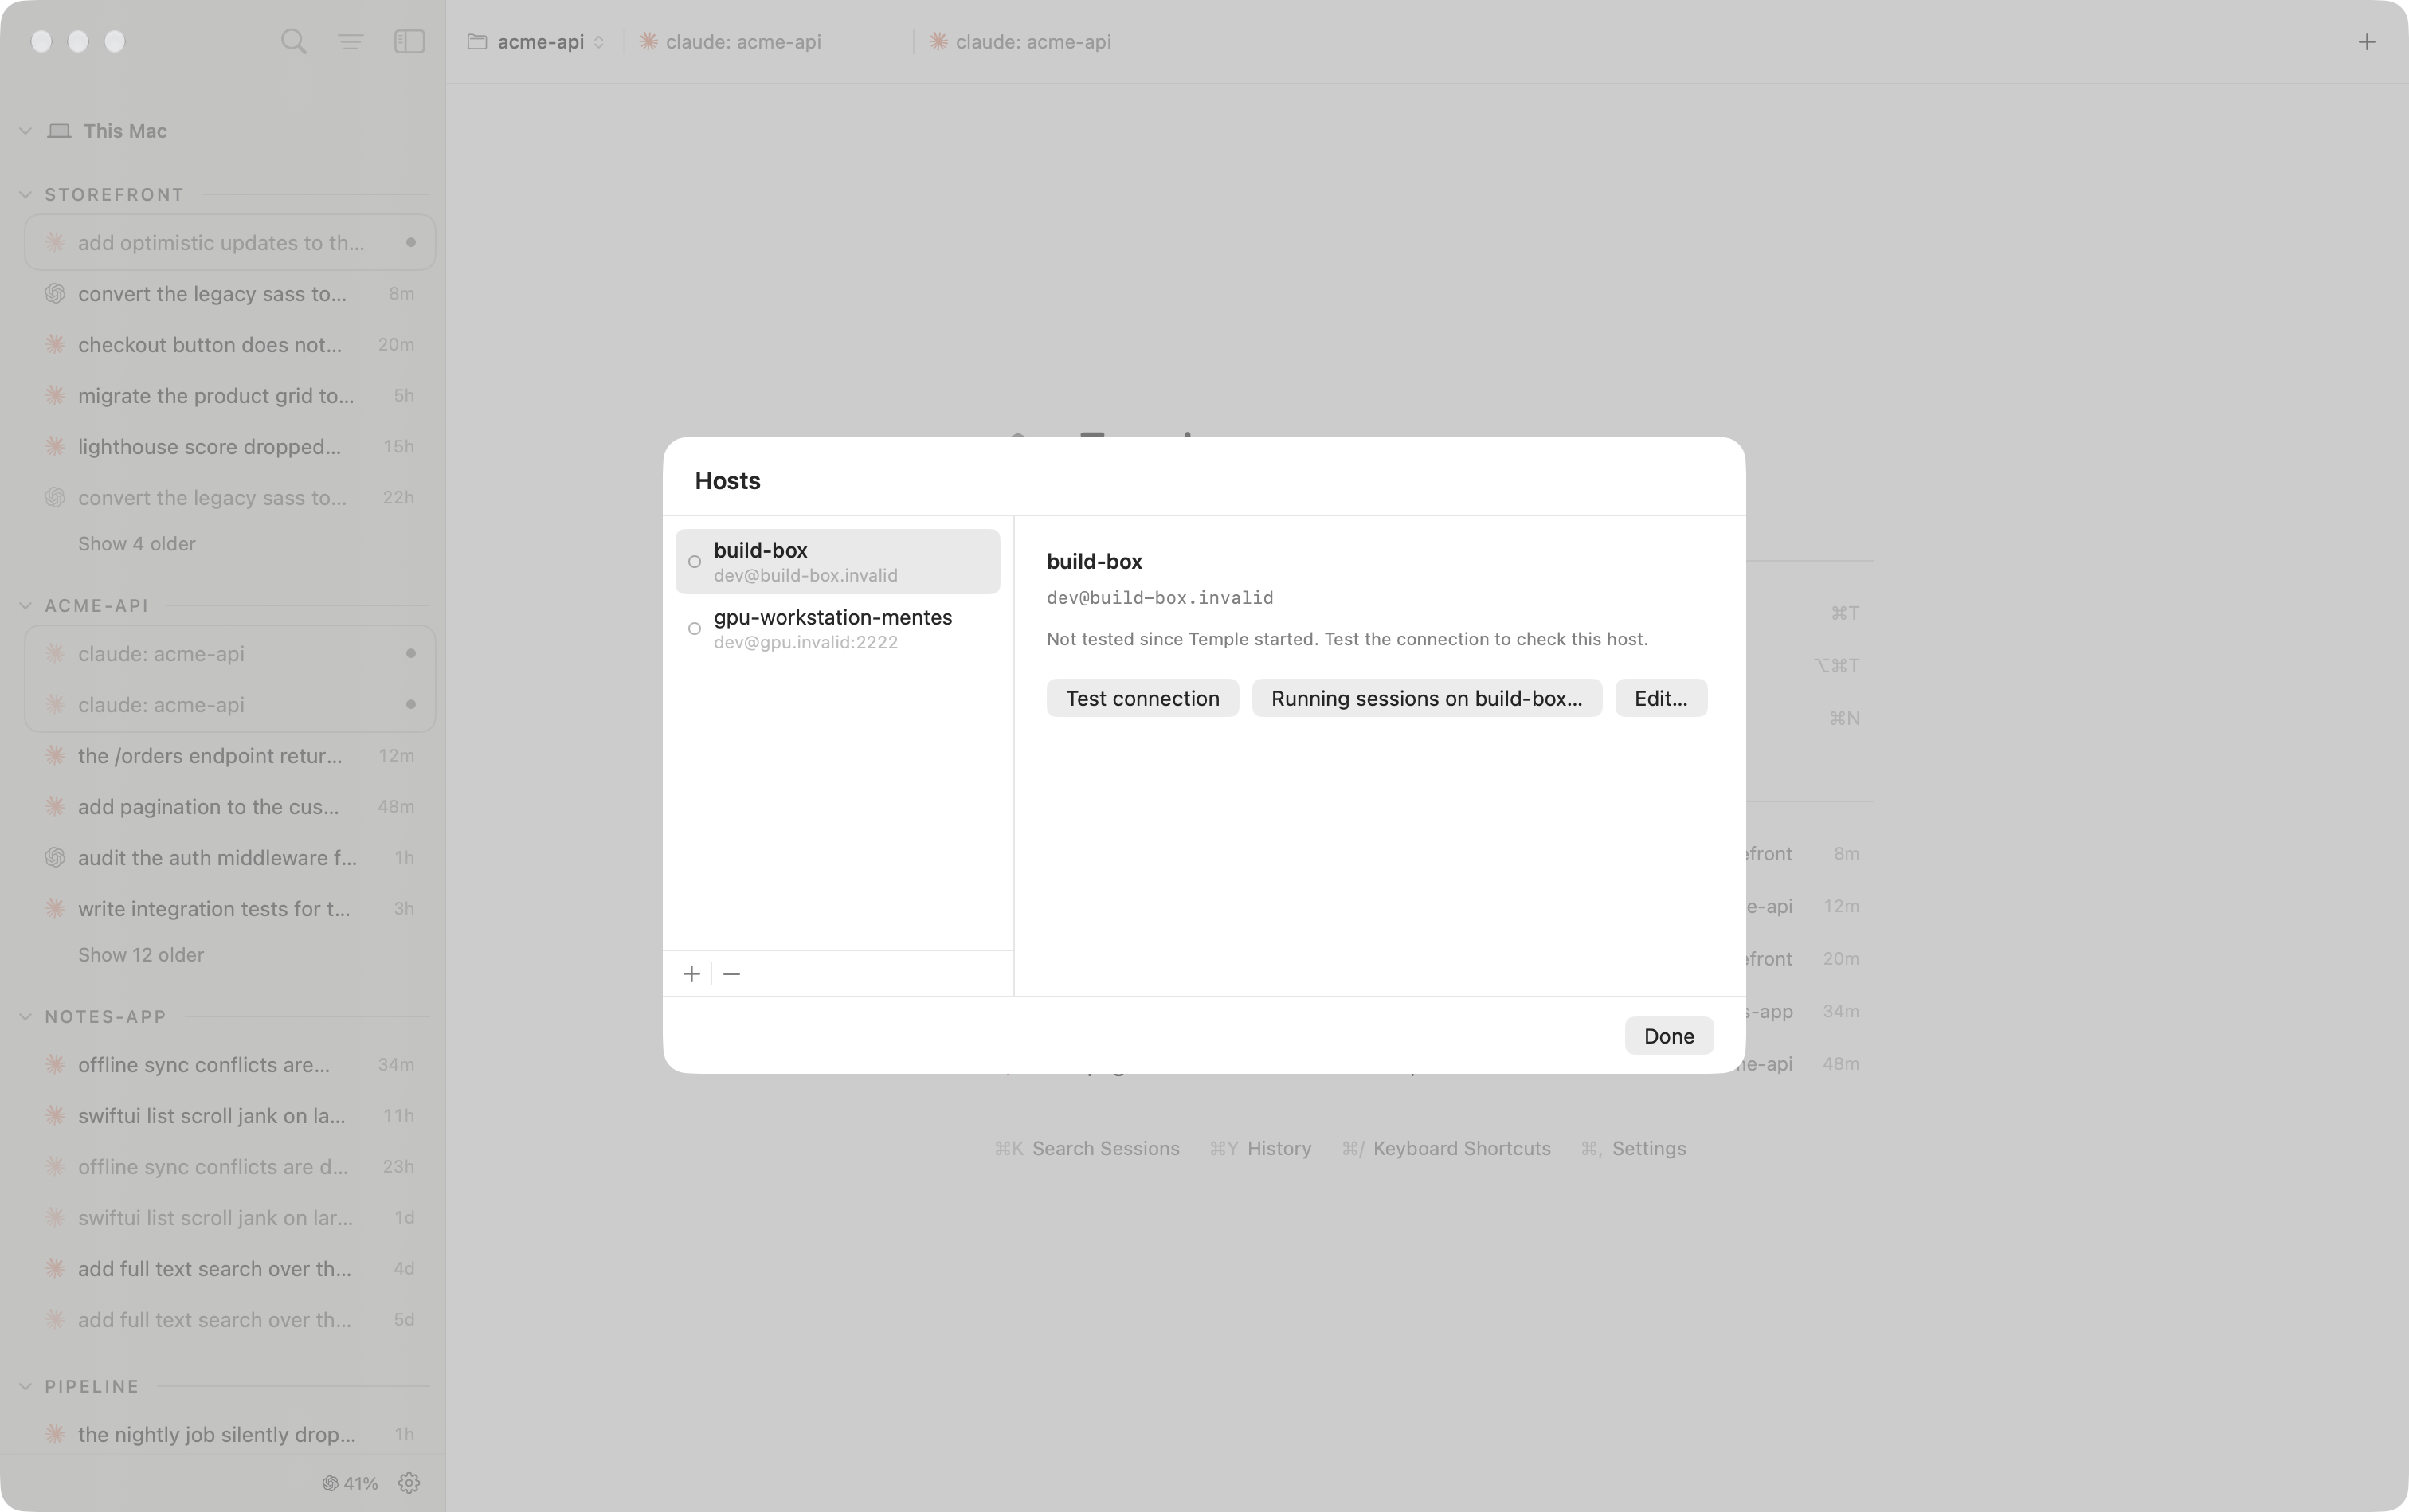 acme-api
claude: acme-api
claude: acme-api
This Mac
STOREFRONT
add optimistic updates to th...
convert the legacy sass to... 8m
checkout button does not... 20m
migrate the product grid to... 5h
lighthouse score dropped... 15h
convert the legacy sass to... 22h
Show 4 older
ACME-API
claude: acme-api
claude: acme-api
the /orders endpoint retur... 12m
add pagination to the cus... 48m
audit the auth middleware f... 1h
write integration tests for t... 3h
Show 12 older
NOTES-APP
offline sync conflicts are... 34m
swiftui list scroll jank on la... 11h
offline sync conflicts are d... 23h
swiftui list scroll jank on lar... 1d
add full text search over th... 4d
add full text search over th... 5d
PIPELINE
the nightly job silently drop... 1h
41%
Hosts
build-box
dev@build-box.invalid
gpu-workstation-mentes
dev@gpu.invalid:2222
build-box
dev@build-box.invalid
Not tested since Temple started. Test the connection to check this host.
Test connection
Running sessions on build-box...
Edit...
Done
⌘T
⌥⌘T
⌘N
efront 8m
e-api 12m
efront 20m
s-app 34m
ne-api 48m
⌘K Search Sessions ⌘Y History ⌘/ Keyboard Shortcuts ⌘, Settings